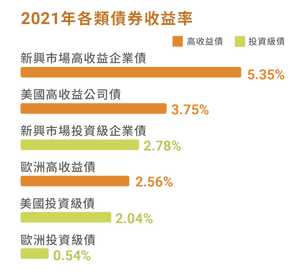 2021年各類債券收益率
高收益債 投資級債
新興市場高收益企業債
5.35%
美國高收益公司債
3.75%
新興市場投資級企業債
2.78%
歐洲高收益債
2.56%
美國投資級債
2.04%
歐洲投資級債
0.54%